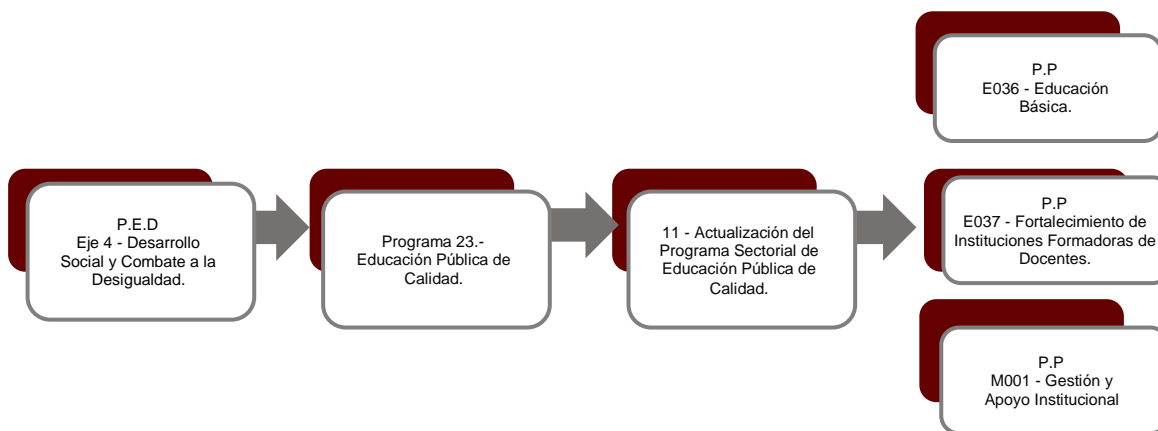 P.E.D
Eje 4 - Desarrollo
Social y Combate a la
Desigualdad.
Programa 23.-
Educación Pública de
Calidad.
11 - Actualización del
Programa Sectorial de
Educación Pública de
Calidad.
P.P
E036 - Educación
Básica.
P.P
E037 - Fortalecimiento de
Instituciones Formadoras de
Docentes.
P.P
M001 - Gestión y
Apoyo Institucional